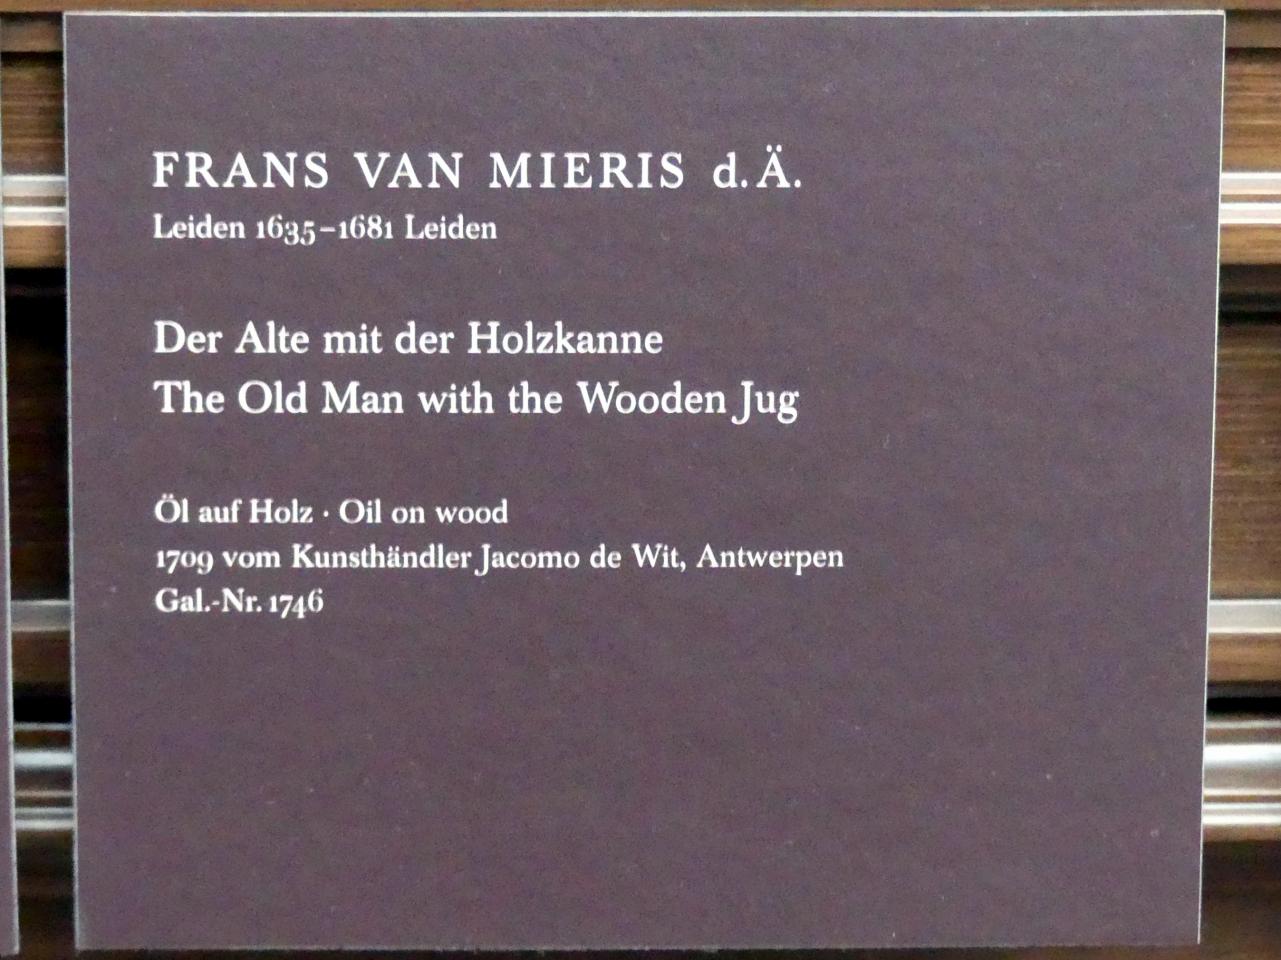 FRANS VAN MIERIS d. Ä.
Leiden 1635–1681 Leiden
Der Alte mit der Holzkanne
The Old Man with the Wooden Jug
Öl auf Holz · Oil on wood
1709 vom Kunsthändler Jacomo de Wit, Antwerpen
Gal.-Nr. 1746